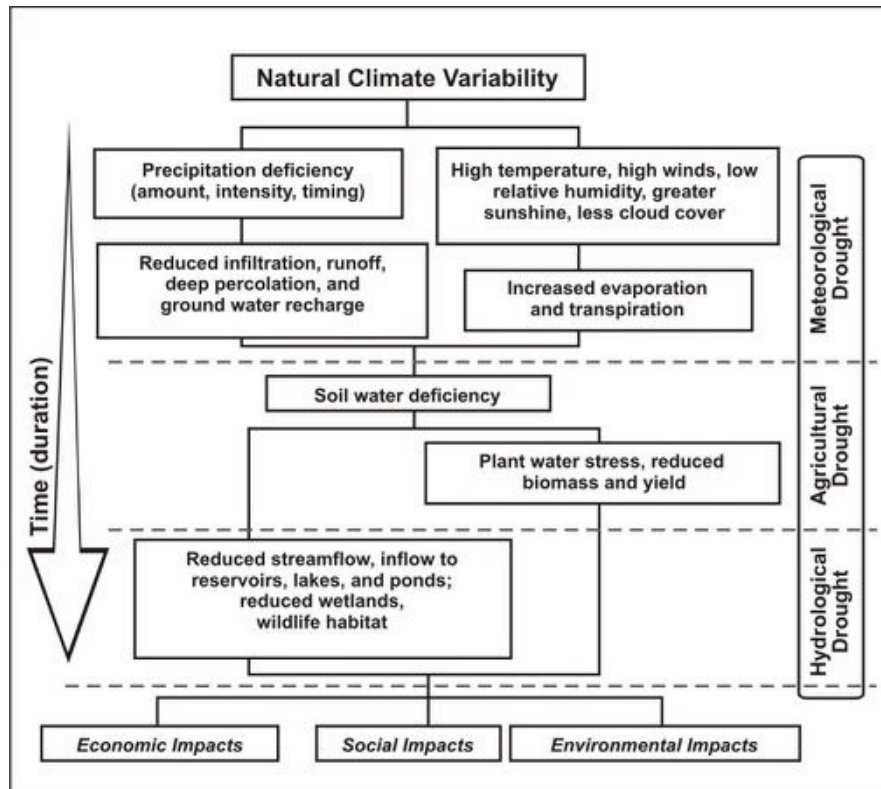 Natural Climate Variability
Precipitation deficiency
(amount, intensity, timing)
High temperature, high winds, low
relative humidity, greater
sunshine, less cloud cover
Reduced infiltration, runoff,
deep percolation, and
ground water recharge
Increased evaporation
and transpiration
Meteorological
Drought
Soil water deficiency
Plant water stress, reduced
biomass and yield
Agricultural
Drought
Time (duration)
Reduced streamflow, inflow to
reservoirs, lakes, and ponds;
reduced wetlands,
wildlife habitat
Hydrological
Drought
Economic Impacts
Social Impacts
Environmental Impacts